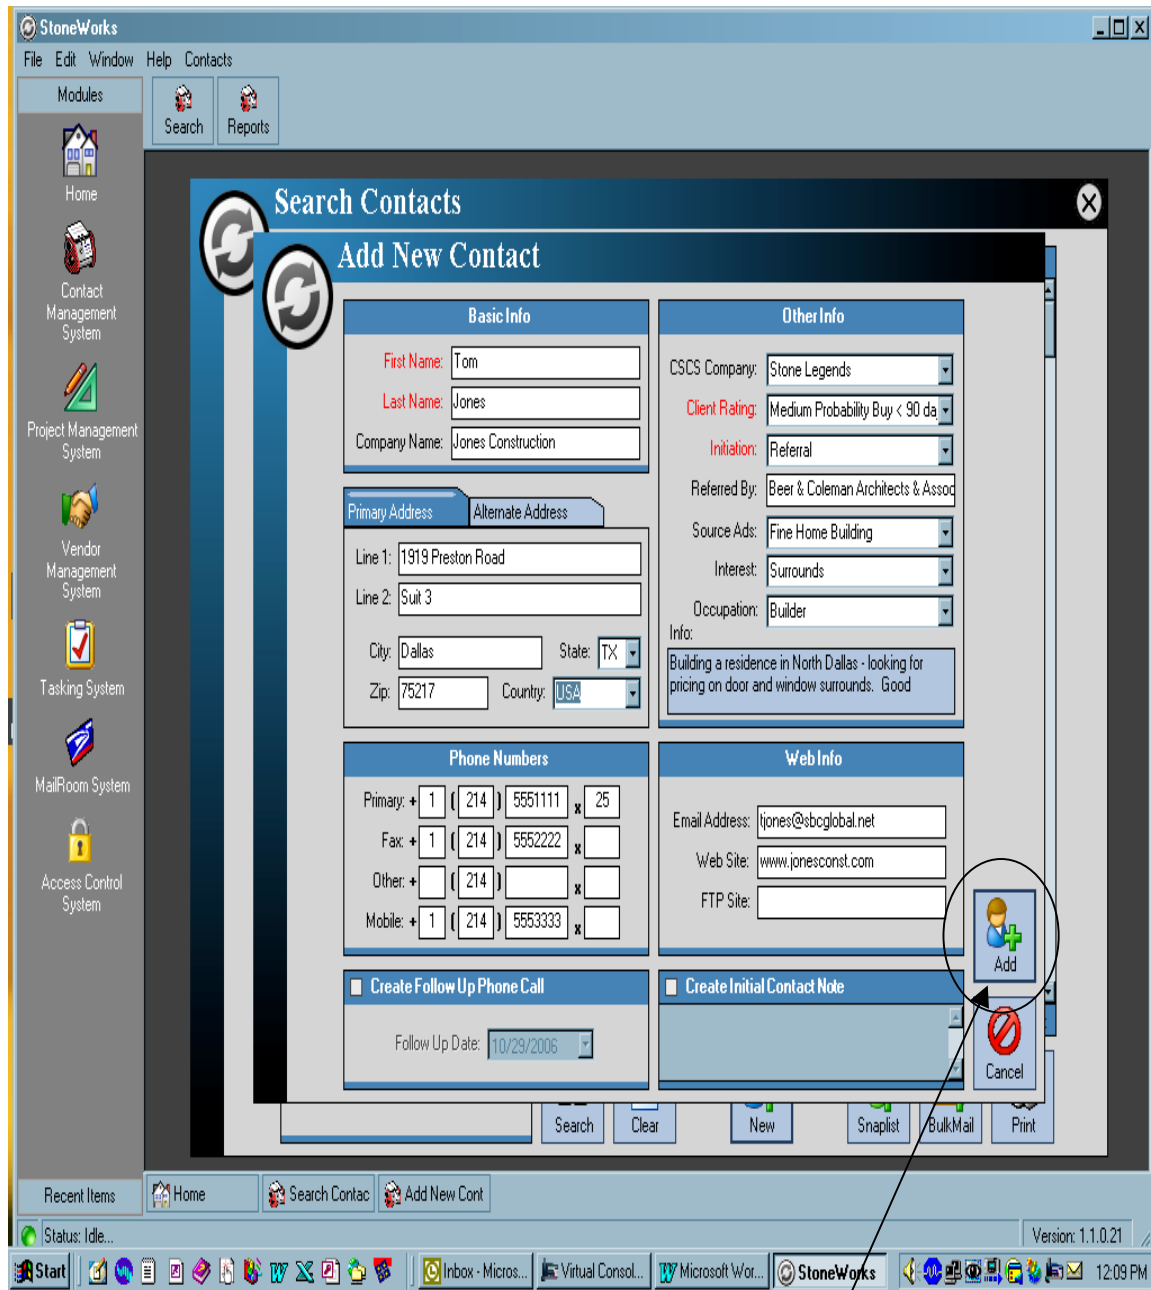 StoneWorks
File Edit Window Help Contacts
Modules
Search Reports
Home
Contact
Management
System
Project Management
System
Vendor
Management
System
Tasking System
MailRoom System
Access Control
System
Recent Items
Search Contacts
Add New Contact
Basic Info
First Name: Tom
Last Name: Jones
Company Name: Jones Construction
Primary Address Alternate Address
Line 1: 1919 Preston Road
Line 2: Suit 3
City: Dallas State: TX
Zip: 75217 Country: USA
Phone Numbers
Primary: + 1 ( 214 ) 5551111 x 25
Fax: + 1 ( 214 ) 5552222 x
Other: + ( 214 ) x
Mobile: + 1 ( 214 ) 5553333 x
Create Follow Up Phone Call
Follow Up Date: 10/29/2006
Other Info
CSCS Company: Stone Legends
Client Rating: Medium Probability Buy < 90 da
Initiation: Referral
Referred By: Beer & Coleman Architects & Assoc
Source Ads: Fine Home Building
Interest: Surrounds
Occupation: Builder
Info:
Building a residence in North Dallas - looking for
pricing on door and window surrounds. Good
Web Info
Email Address: tjones@sbcglobal.net
Web Site: www.jonesconst.com
FTP Site:
Create Initial Contact Note
Add
Cancel
Search Clear New Snaplist BulkMail Print
Home Search Contac Add New Cont
Status: Idle... Version: 1.1.0.21
Start Inbox - Micros... Virtual Consol... Microsoft Wor... StoneWorks 12:09 PM